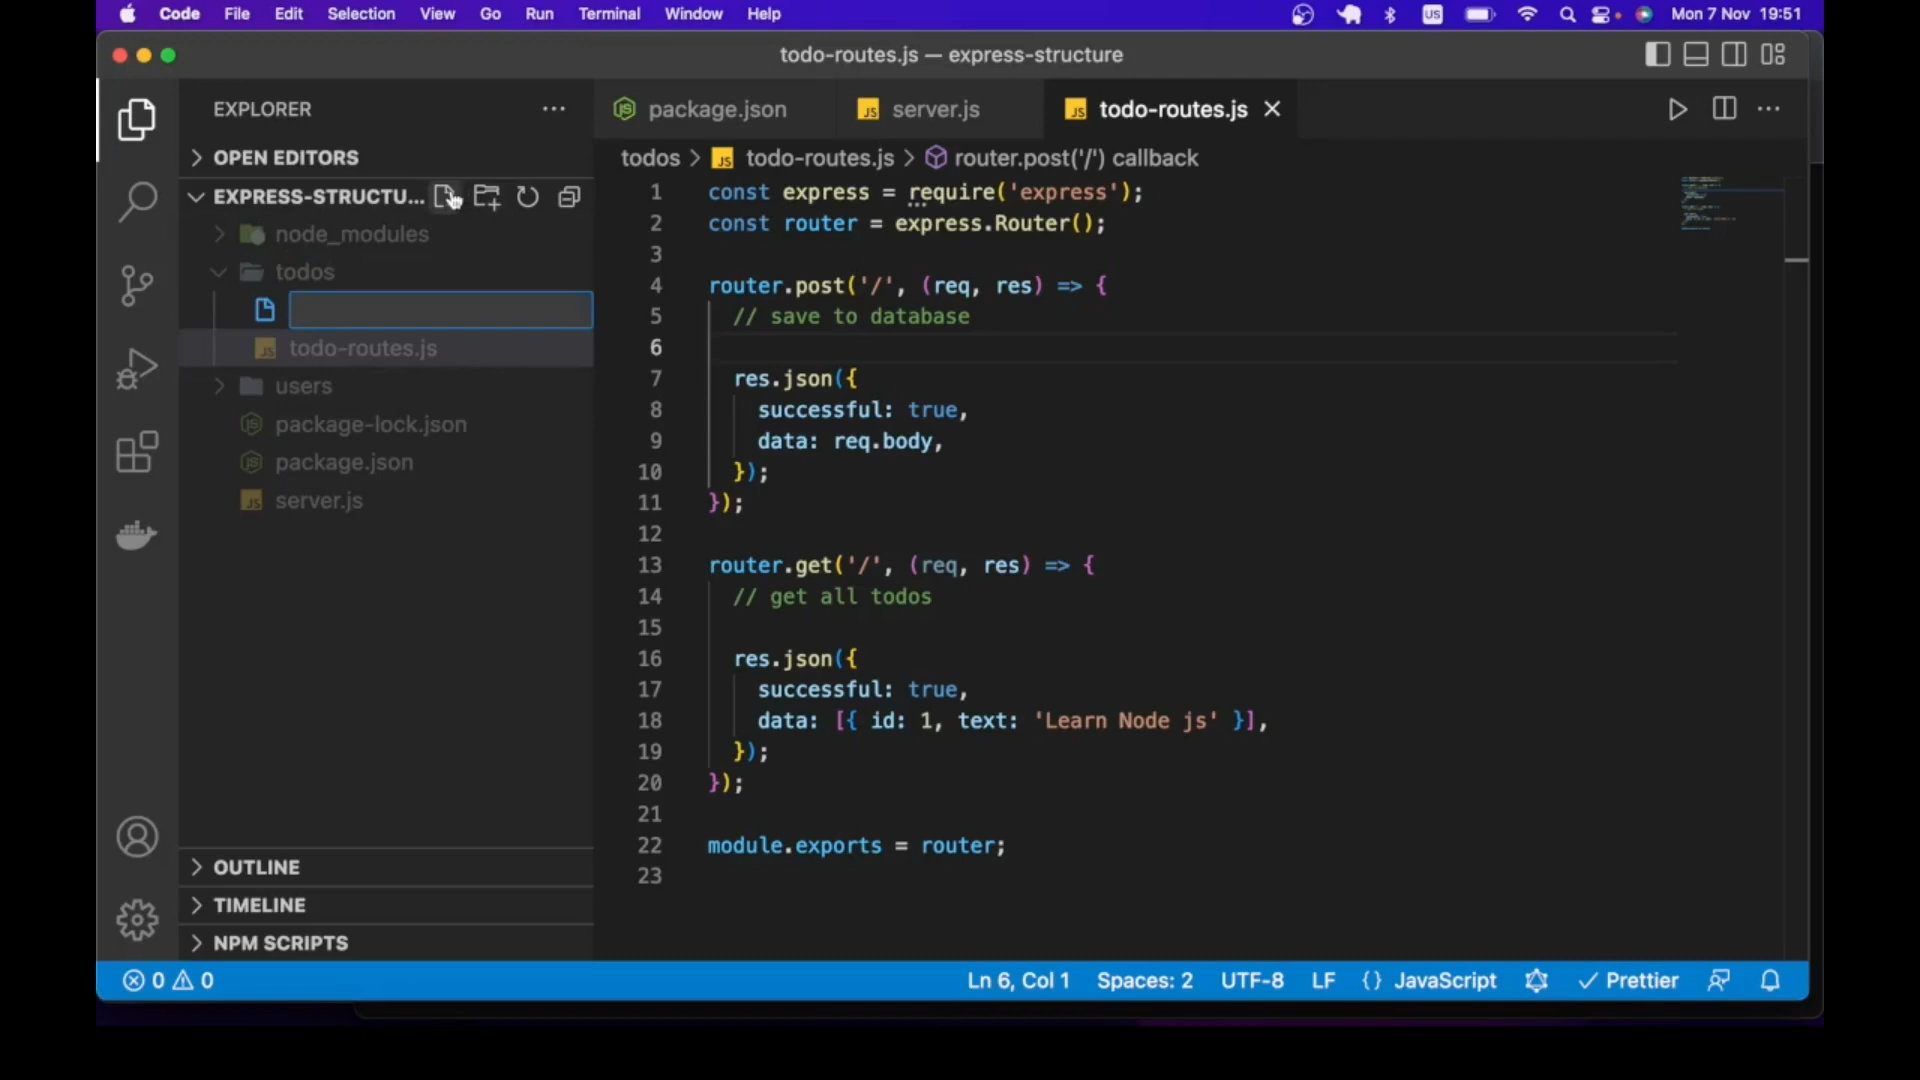 Code File Edit Selection View Go Run Terminal Window Help US Mon 7 Nov 19:51
todo-routes.js — express-structure
EXPLORER
package.json
JS server.js
JS todo-routes.js
OPEN EDITORS
todos > JS todo-routes.js > router.post('/') callback
EXPRESS-STRUCTU...
node_modules
todos
JS todo-routes.js
users
package-lock.json
package.json
JS server.js
OUTLINE
TIMELINE
NPM SCRIPTS
1 const express = require('express');
2 const router = express.Router();
3
4 router.post('/', (req, res) => {
5 // save to database
6
7 res.json({
8 successful: true,
9 data: req.body,
10 });
11 });
12
13 router.get('/', (req, res) => {
14 // get all todos
15
16 res.json({
17 successful: true,
18 data: [{ id: 1, text: 'Learn Node js' }],
19 });
20 });
21
22 module.exports = router;
23
0 0 Ln 6, Col 1 Spaces: 2 UTF-8 LF {} JavaScript Prettier